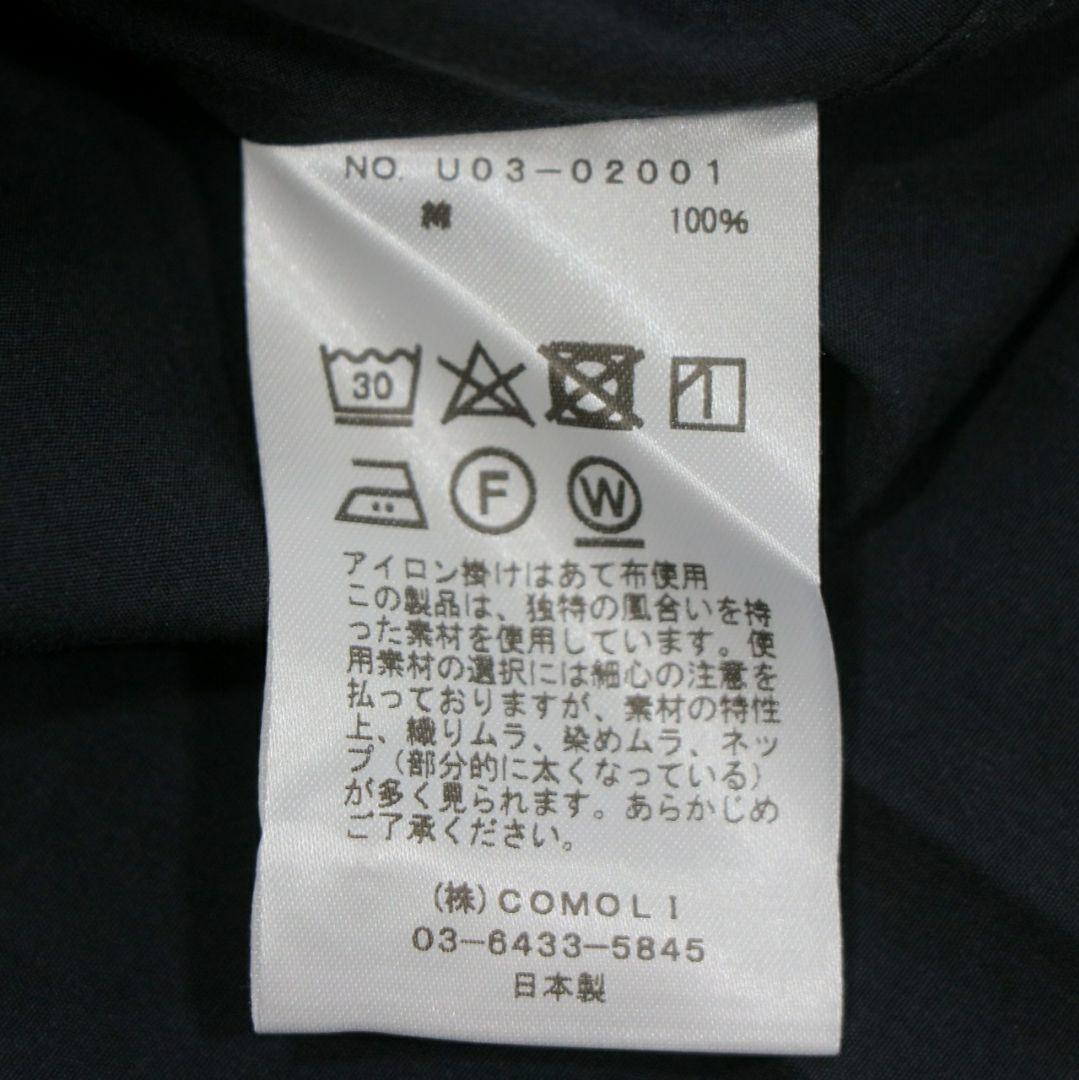 NO. U03-02001
綿 100%
30
F
W
アイロン掛けはあて布使用
この製品は、独特の風合いを持
った素材を使用しています。使
用素材の選択には細心の注意を
払っておりますが、素材の特性
上、織りムラ、染めムラ、ネッ
プ（部分的に太くなっている）
が多く見られます。あらかじめ
ご了承ください。
(株)COMOLI
03-6433-5845
日本製